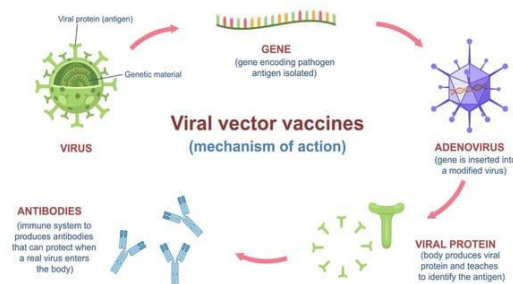 Viral protein (antigen)
Genetic material
VIRUS
GENE
(gene encoding pathogen
antigen isolated)
Viral vector vaccines
(mechanism of action)
ADENOVIRUS
(gene is inserted into
a modified virus)
VIRAL PROTEIN
(body produces viral
protein and teaches
to identify the antigen)
ANTIBODIES
(immune system to
produces antibodies
that can protect when
a real virus enters
the body)